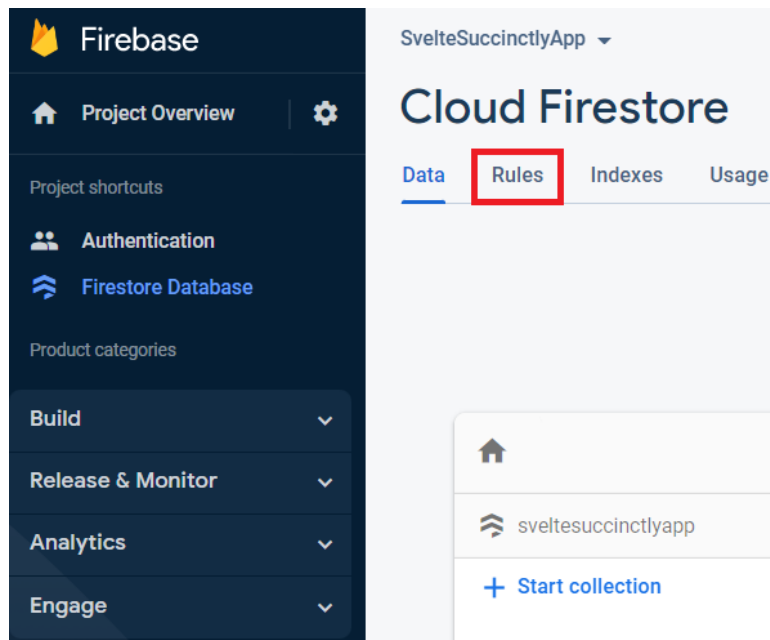 Firebase
Project Overview
Project shortcuts
Authentication
Firestore Database
Product categories
Build
Release & Monitor
Analytics
Engage
SvelteSuccinctlyApp
Cloud Firestore
Data Rules Indexes Usage
sveltesuccinctlyapp
+ Start collection